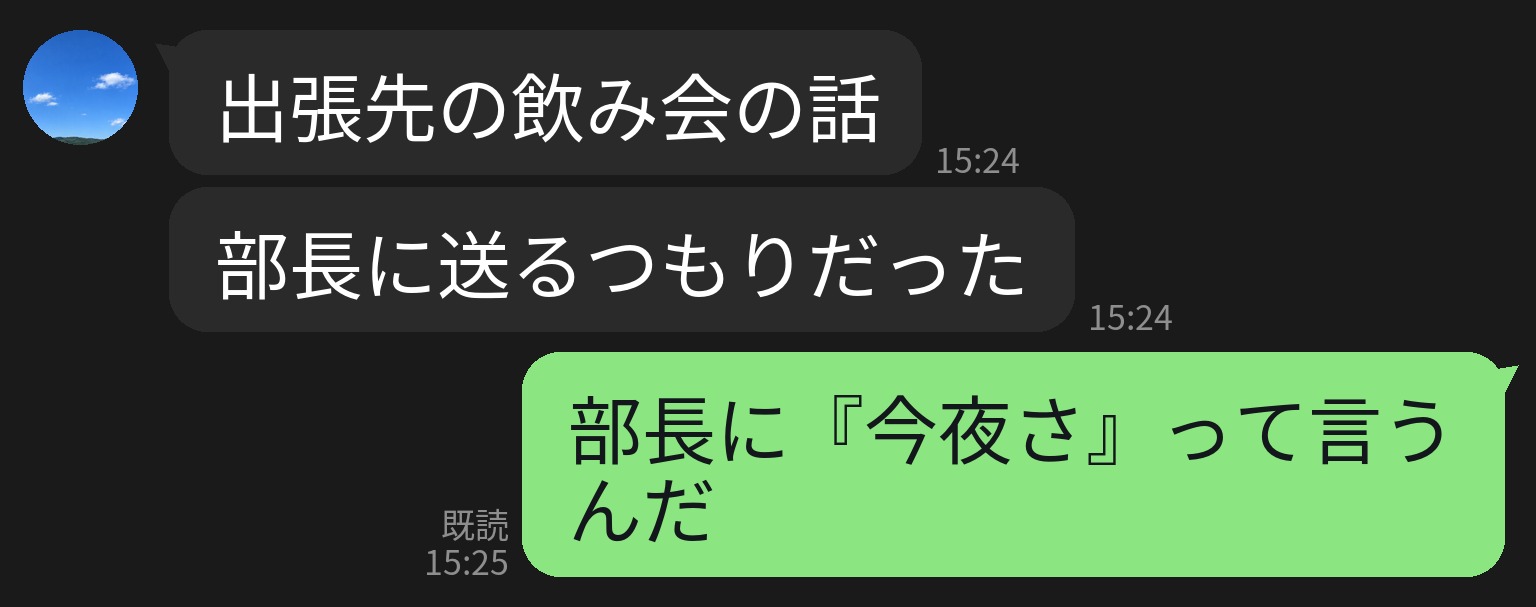 出張先の飲み会の話
15:24
部長に送るつもりだった
15:24
部長に『今夜さ』って言う
んだ
既読
15:25